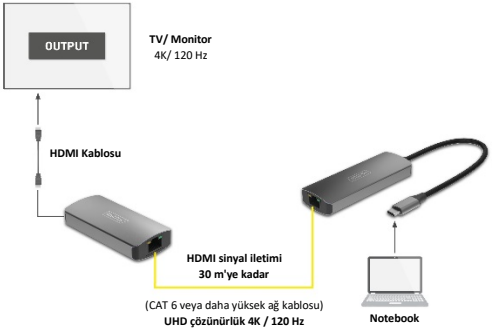 OUTPUT
TV/ Monitor
4K/ 120 Hz
HDMI Kablosu
HDMI sinyal iletimi
30 m'ye kadar
(CAT 6 veya daha yüksek ağ kablosu)
UHD çözünürlük 4K / 120 Hz
Notebook